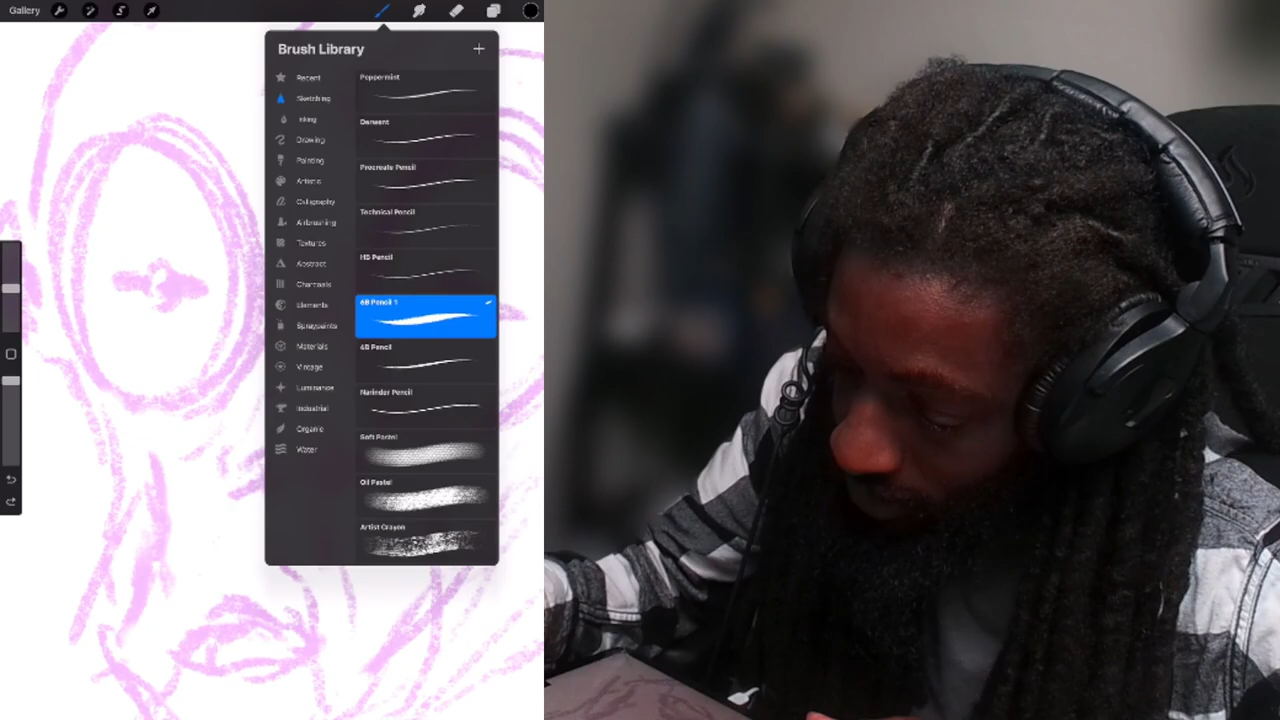 Gallery
Brush Library
Recent
Sketching
Inking
Drawing
Painting
Artistic
Calligraphy
Airbrushing
Textures
Abstract
Charcoals
Elements
Spraypaints
Materials
Vintage
Luminance
Industrial
Organic
Water
Peppermint
Derwent
Procreate Pencil
Technical Pencil
HB Pencil
6B Pencil 1
6B Pencil
Narinder Pencil
Soft Pastel
Oil Pastel
Artist Crayon